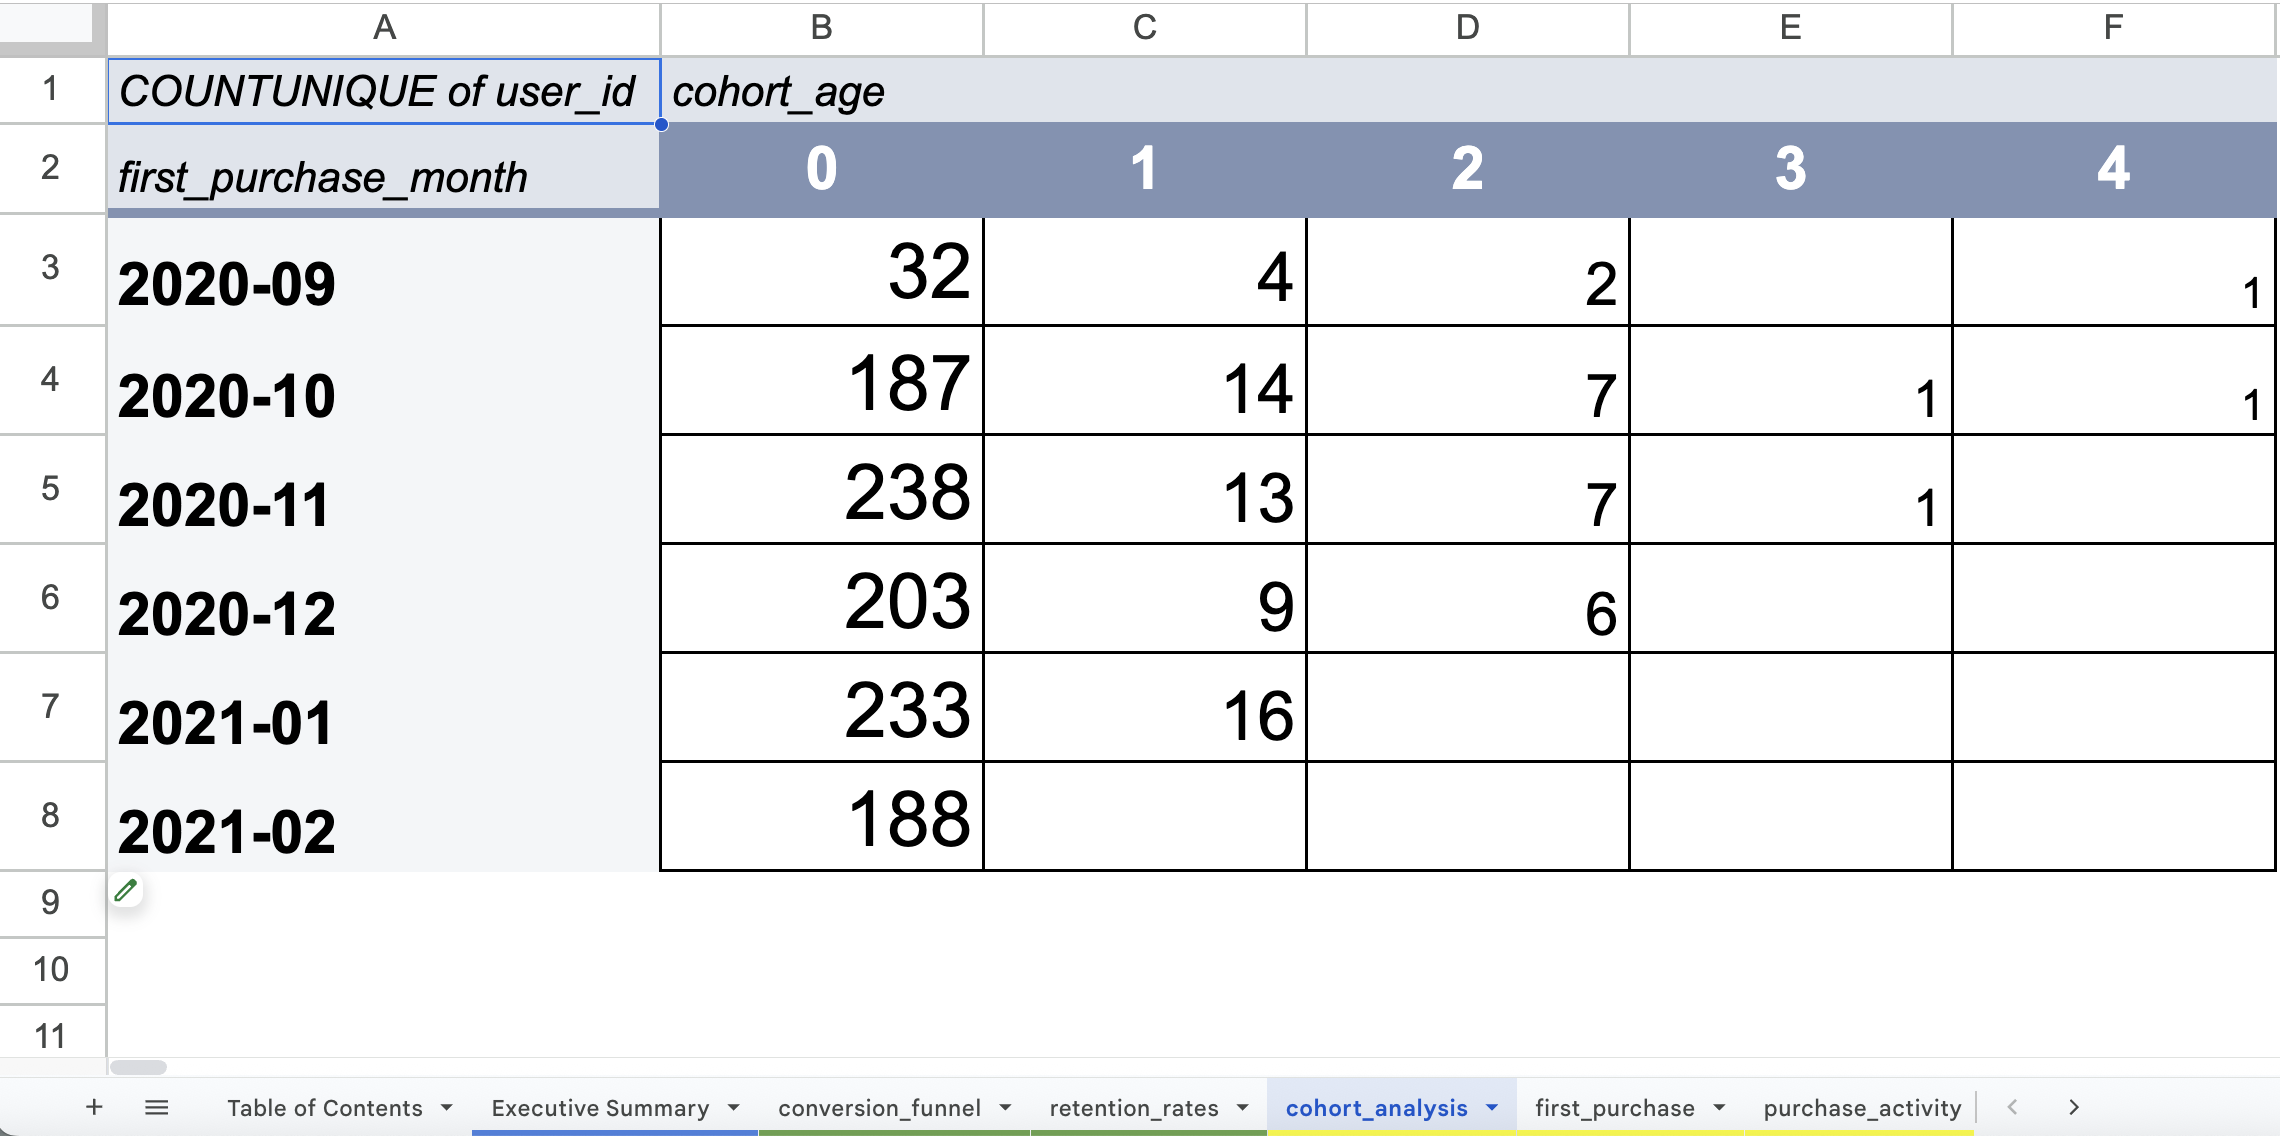 A B C D E F
1 COUNTUNIQUE of user_id cohort_age
2 first_purchase_month 0 1 2 3 4
3 2020-09 32 4 2 1
4 2020-10 187 14 7 1 1
5 2020-11 238 13 7 1
6 2020-12 203 9 6
7 2021-01 233 16
8 2021-02 188
9
10
11
+ Table of Contents Executive Summary conversion_funnel retention_rates cohort_analysis first_purchase purchase_activity